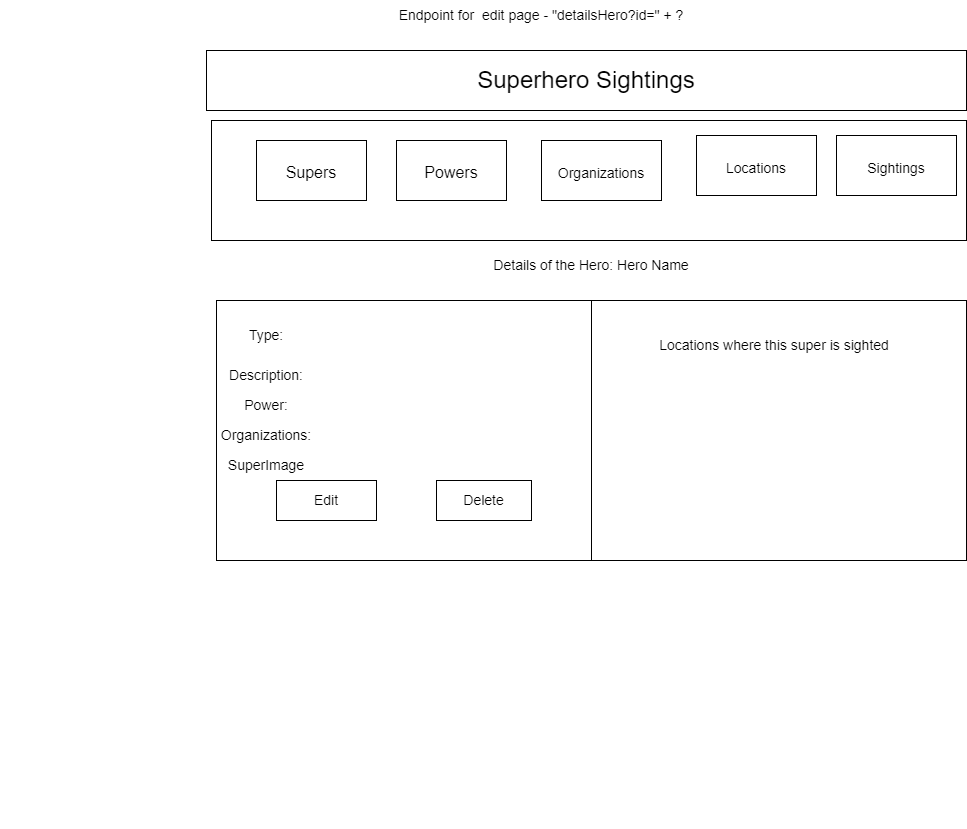 Endpoint for  edit page - "detailsHero?id=" + ?
Superhero Sightings
Supers
Powers
Organizations
Locations
Sightings
Details of the Hero: Hero Name
Type:
Description:
Power:
Organizations:
SuperImage
Edit
Delete
Locations where this super is sighted